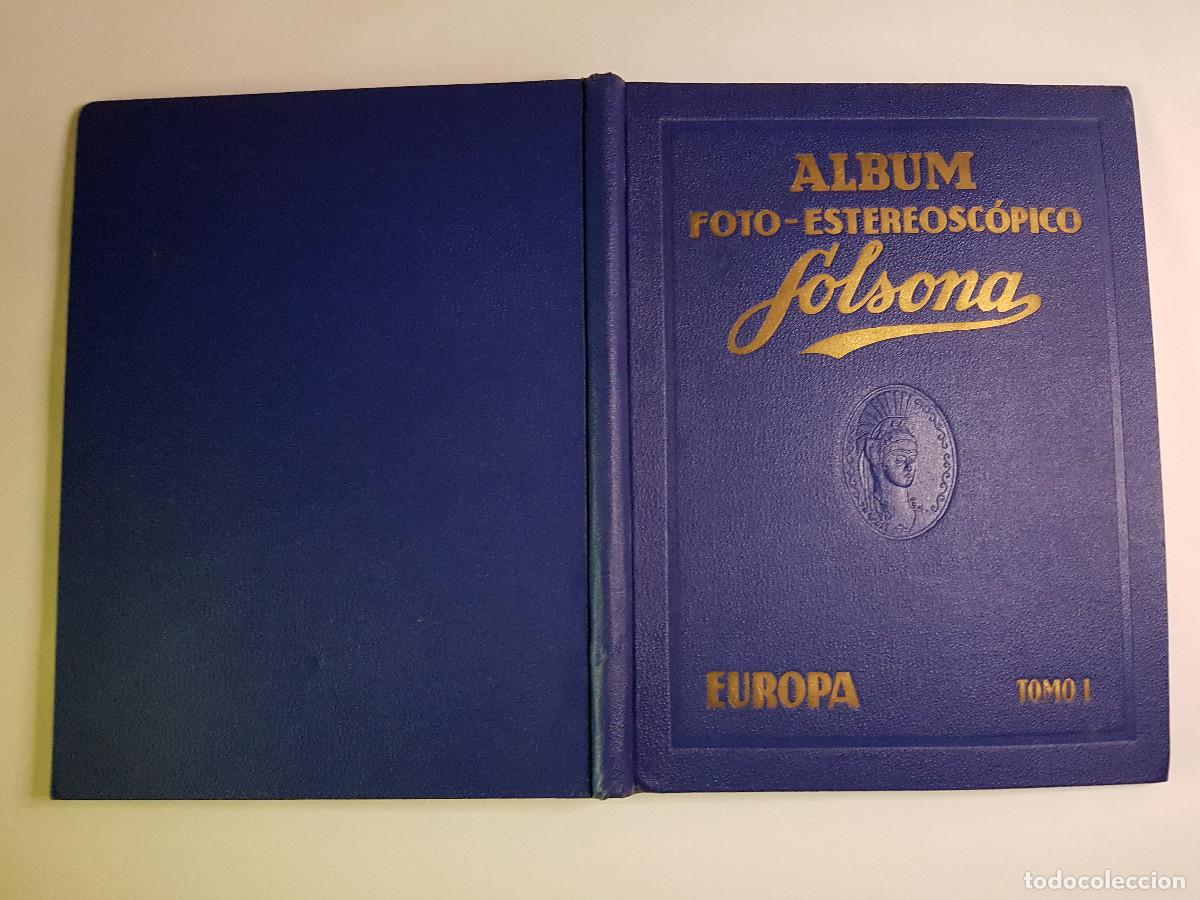 ALBUM
FOTO-ESTEREOSCÓPICO
Solsona
EUROPA TOMO I
todocoleccion